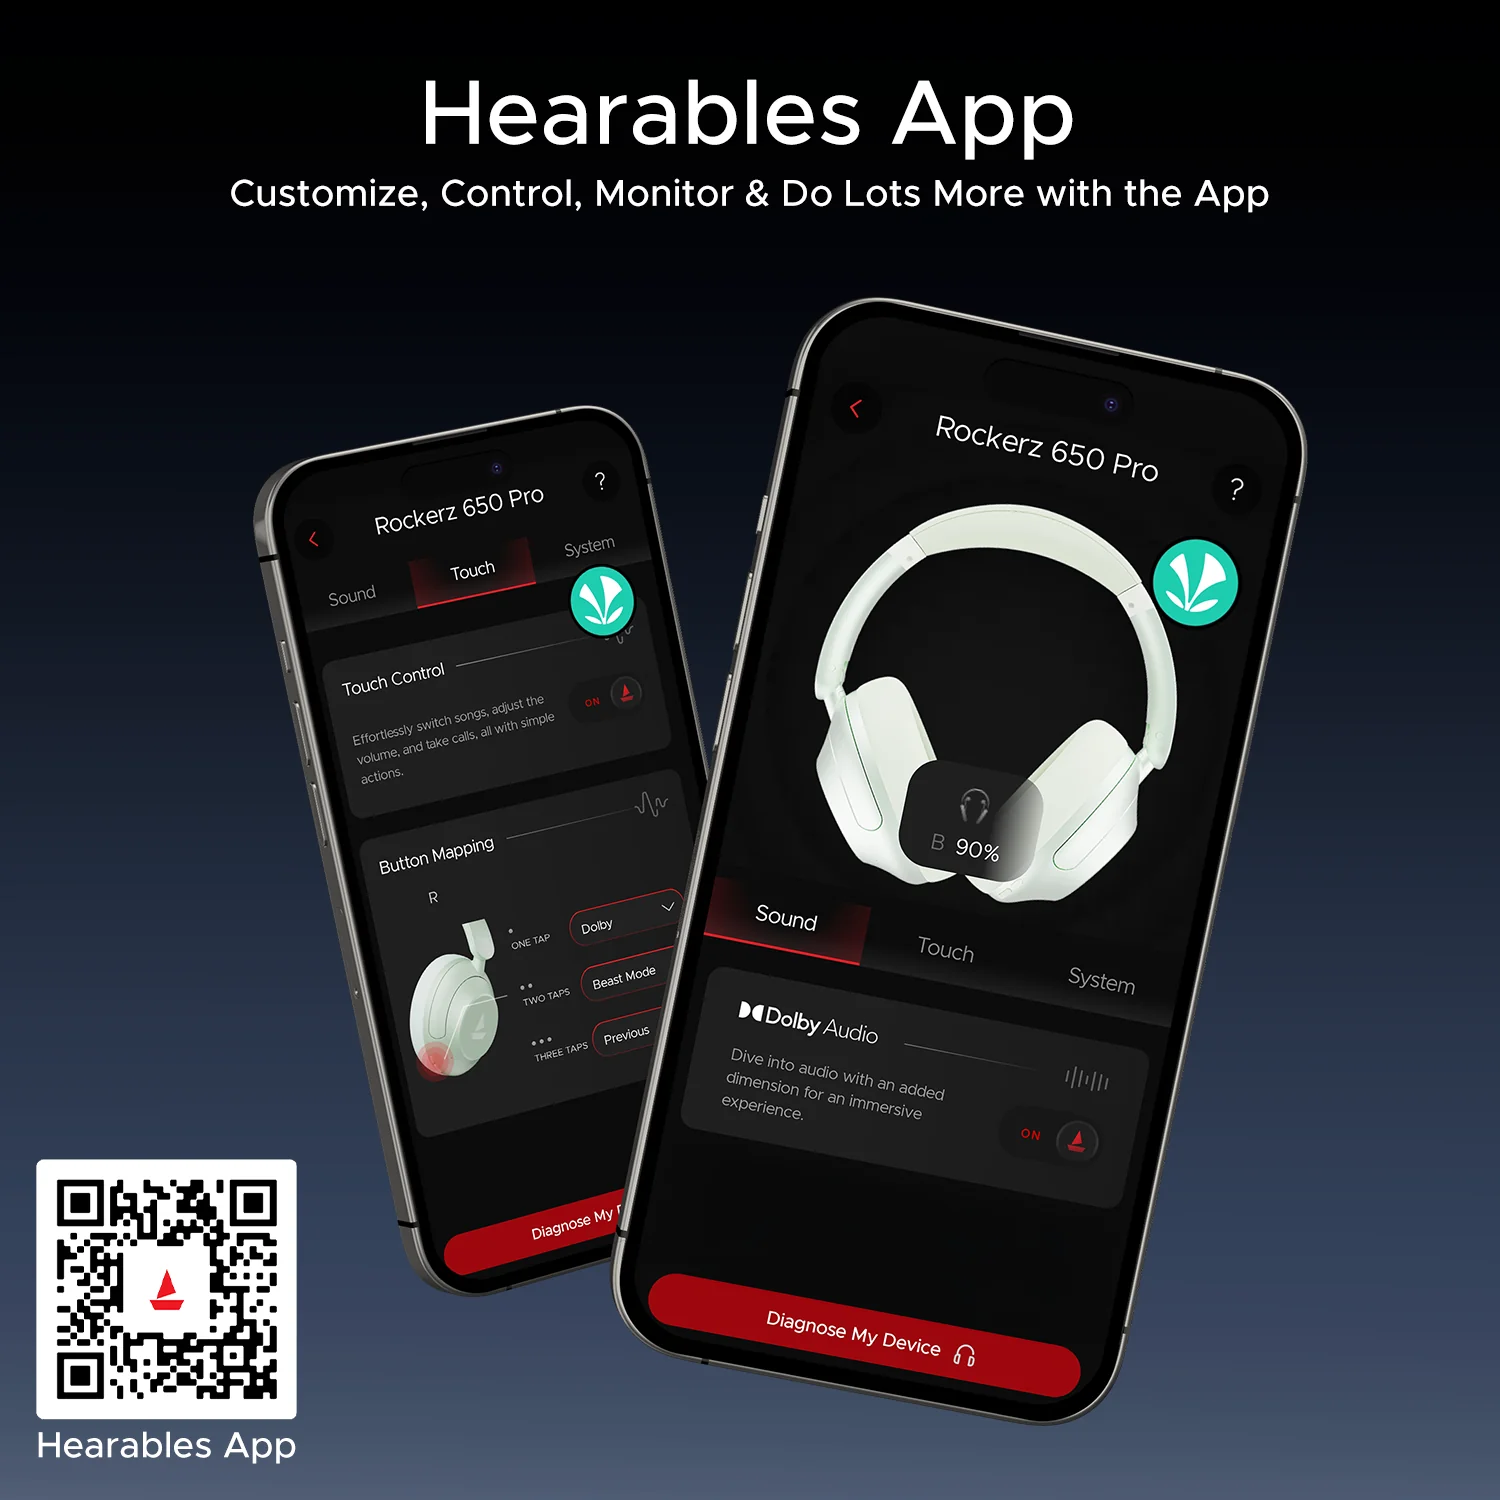 Hearables App
Customize, Control, Monitor & Do Lots More with the App
Rockerz 650 Pro
?
Sound
Touch
System
Touch Control
Effortlessly switch songs, adjust the
volume, and take calls, all with simple
actions.
ON
Button Mapping
R
ONE TAP
Dolby
TWO TAPS
Beast Mode
THREE TAPS
Previous
Diagnose My
Rockerz 650 Pro
?
B 90%
Sound
Touch
System
Dolby Audio
Dive into audio with an added
dimension for an immersive
experience.
ON
Diagnose My Device
Hearables App